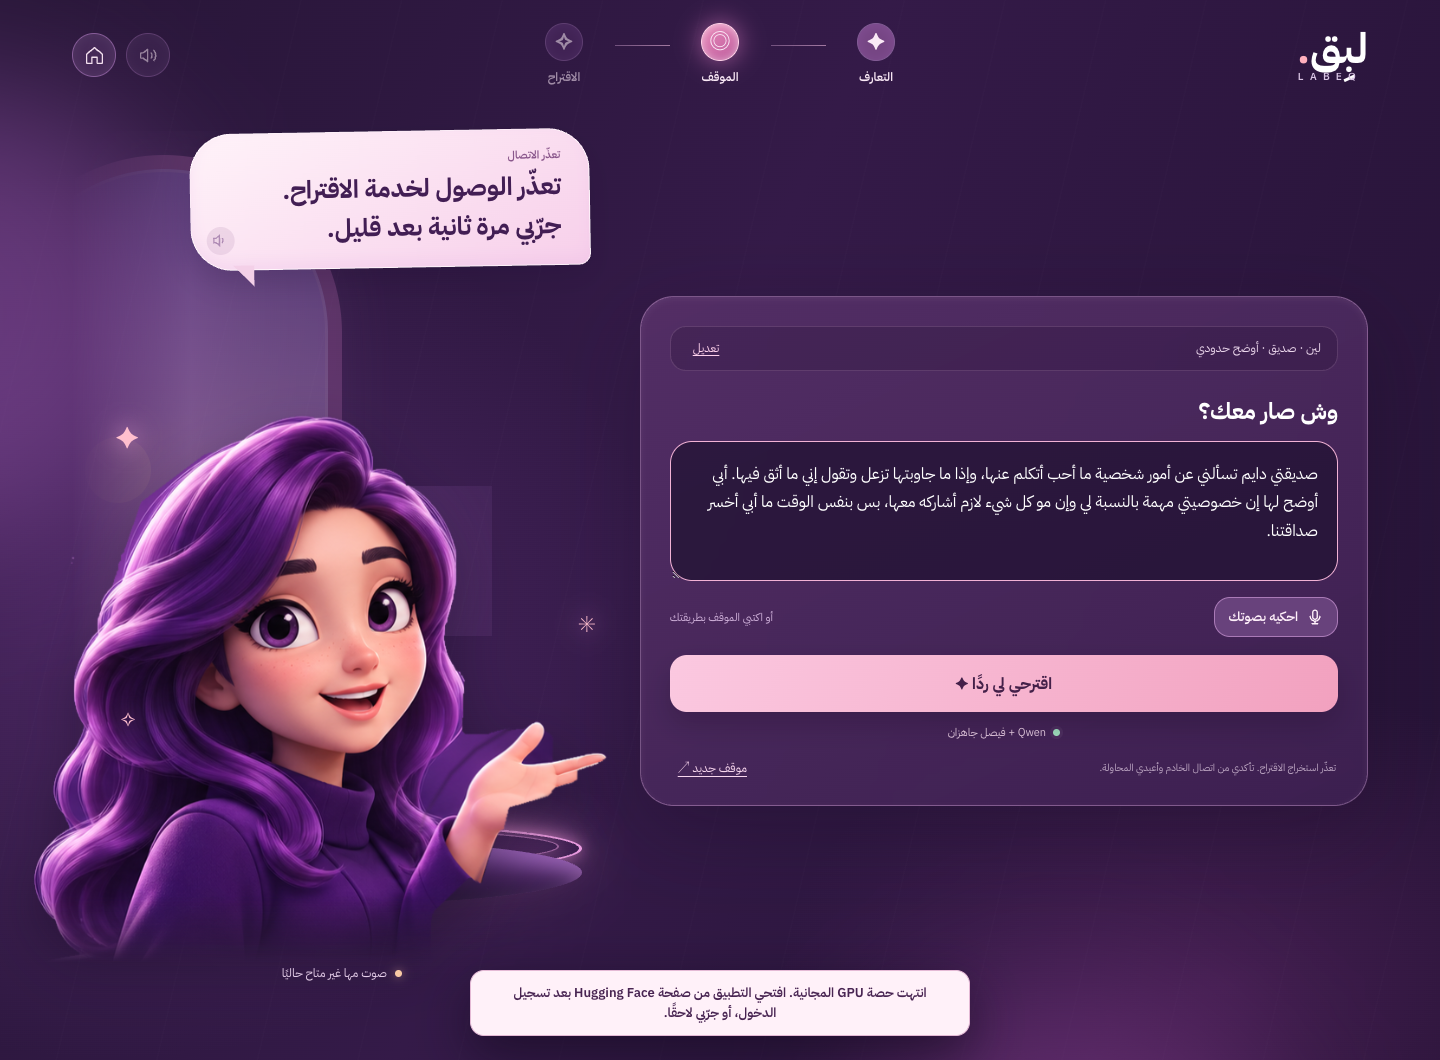 لبق.
LABEQ
التعارف
الموقف
الاقتراح
تعذّر الاتصال
تعذّر الوصول لخدمة الاقتراح.
جرّبي مرة ثانية بعد قليل.
لين · صديق · أوضح حدودي
تعديل
وش صار معك؟
صديقتي دايم تسألني عن أمور شخصية ما أحب أتكلم عنها، وإذا ما جاوبتها تزعل وتقول إني ما أثق فيها. أبي
أوضح لها إن خصوصيتي مهمة بالنسبة لي وإن مو كل شيء لازم أشاركه معها، بس بنفس الوقت ما أبي أخسر
صداقتنا.
احكيه بصوتك
أو اكتبي الموقف بطريقتك
اقترحي لي ردًا ✦
Qwen + فيصل جاهزان
تعذّر استخراج الاقتراح. تأكدي من اتصال الخادم وأعيدي المحاولة.
موقف جديد ↗
صوت مها غير متاح حاليًا
انتهت حصة GPU المجانية. افتحي التطبيق من صفحة Hugging Face بعد تسجيل
الدخول، أو جرّبي لاحقًا.